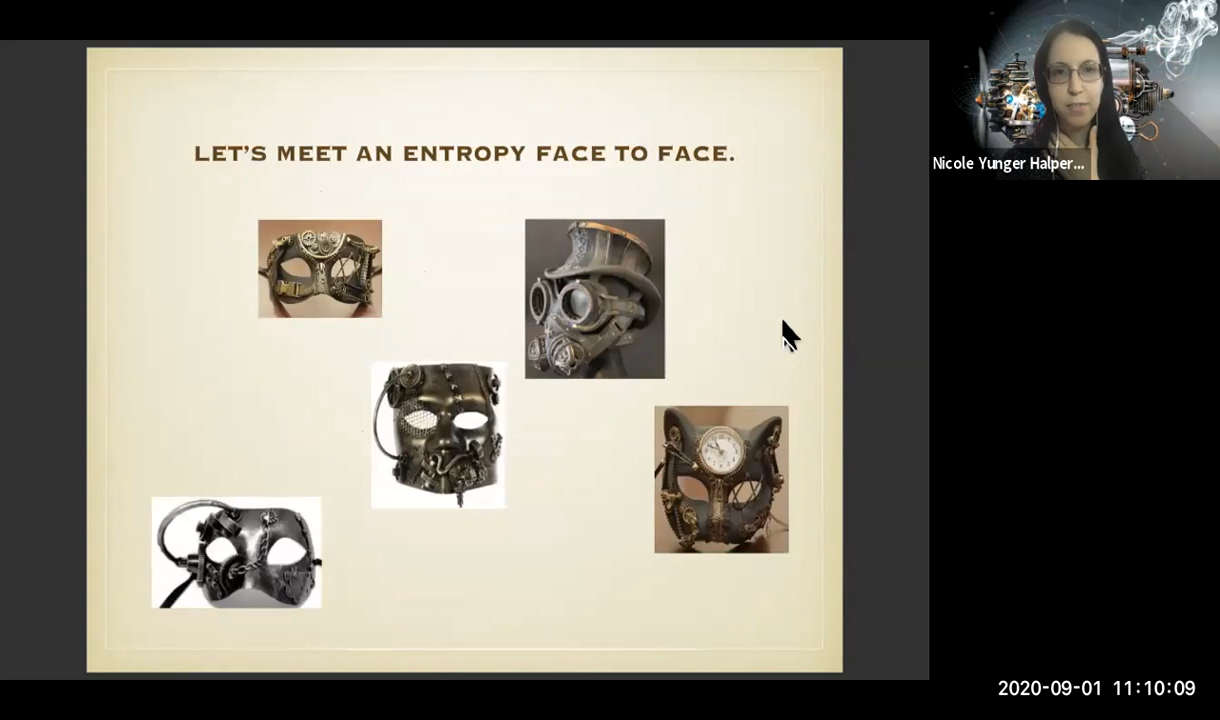 LET'S MEET AN ENTROPY FACE TO FACE.
Nicole Yunger Halper...
2020-09-01 11:10:09